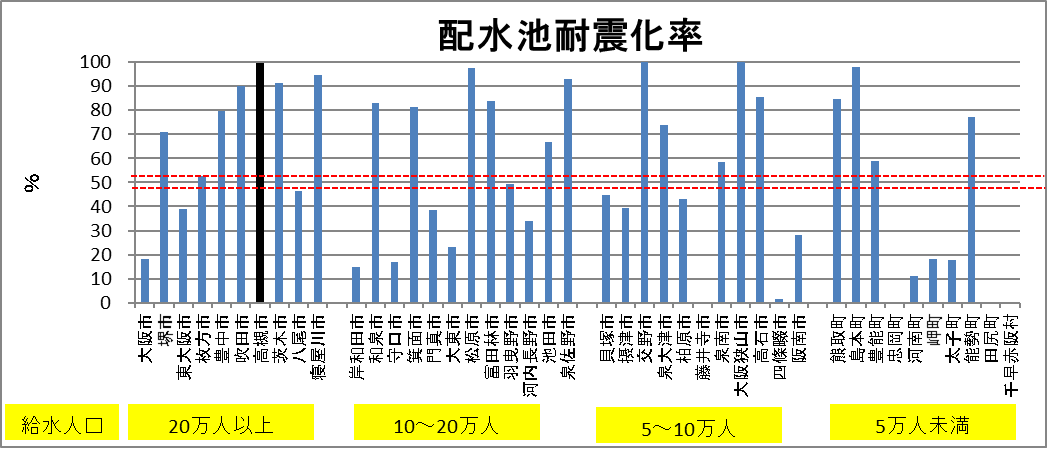 配水池耐震化率
%
100
90
80
70
60
50
40
30
20
10
0
大阪市
堺市
東大阪市
枚方市
豊中市
吹田市
高槻市
茨木市
八尾市
寝屋川市
岸和田市
和泉市
守口市
箕面市
門真市
大東市
松原市
富田林市
羽曳野市
河内長野市
池田市
泉佐野市
貝塚市
摂津市
交野市
泉大津市
柏原市
藤井寺市
泉南市
大阪狭山市
高石市
四條畷市
阪南市
熊取町
島本町
豊能町
忠岡町
河南町
岬町
太子町
能勢町
田尻町
千早赤阪村
給水人口
20万人以上
10～20万人
5～10万人
5万人未満